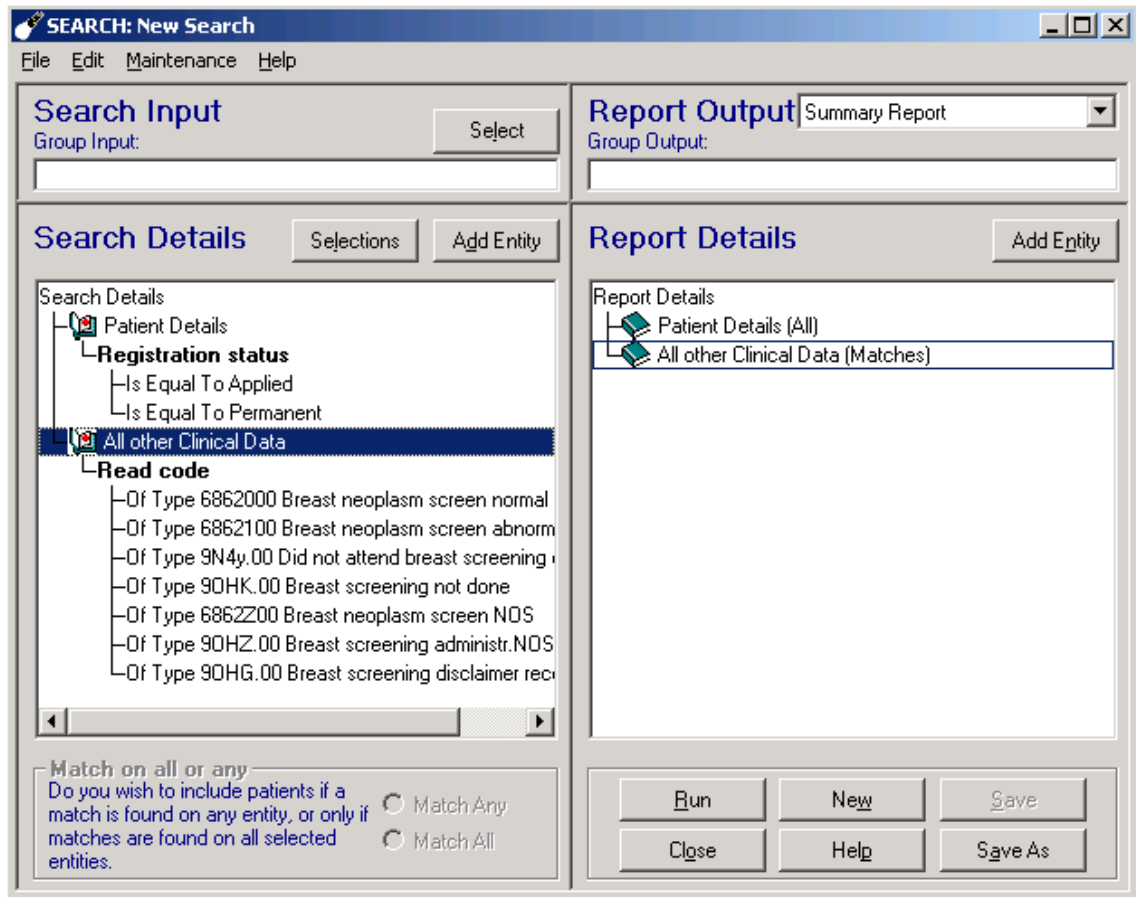 SEARCH: New Search
File Edit Maintenance Help
Search Input
Select
Group Input:
Report Output
Summary Report
Group Output:
Search Details
Selections
Add Entity
Search Details
Patient Details
Registration status
Is Equal To Applied
Is Equal To Permanent
All other Clinical Data
Read code
Of Type 6862000 Breast neoplasm screen normal
Of Type 6862100 Breast neoplasm screen abnorm
Of Type 9N4y.00 Did not attend breast screening
Of Type 9OHK.00 Breast screening not done
Of Type 6862Z00 Breast neoplasm screen NOS
Of Type 9OHZ.00 Breast screening administr.NOS
Of Type 9OHG.00 Breast screening disclaimer rec
Match on all or any
Do you wish to include patients if a
match is found on any entity, or only if
matches are found on all selected
entities.
Match Any
Match All
Report Details
Add Entity
Report Details
Patient Details (All)
All other Clinical Data (Matches)
Run
New
Save
Close
Help
Save As